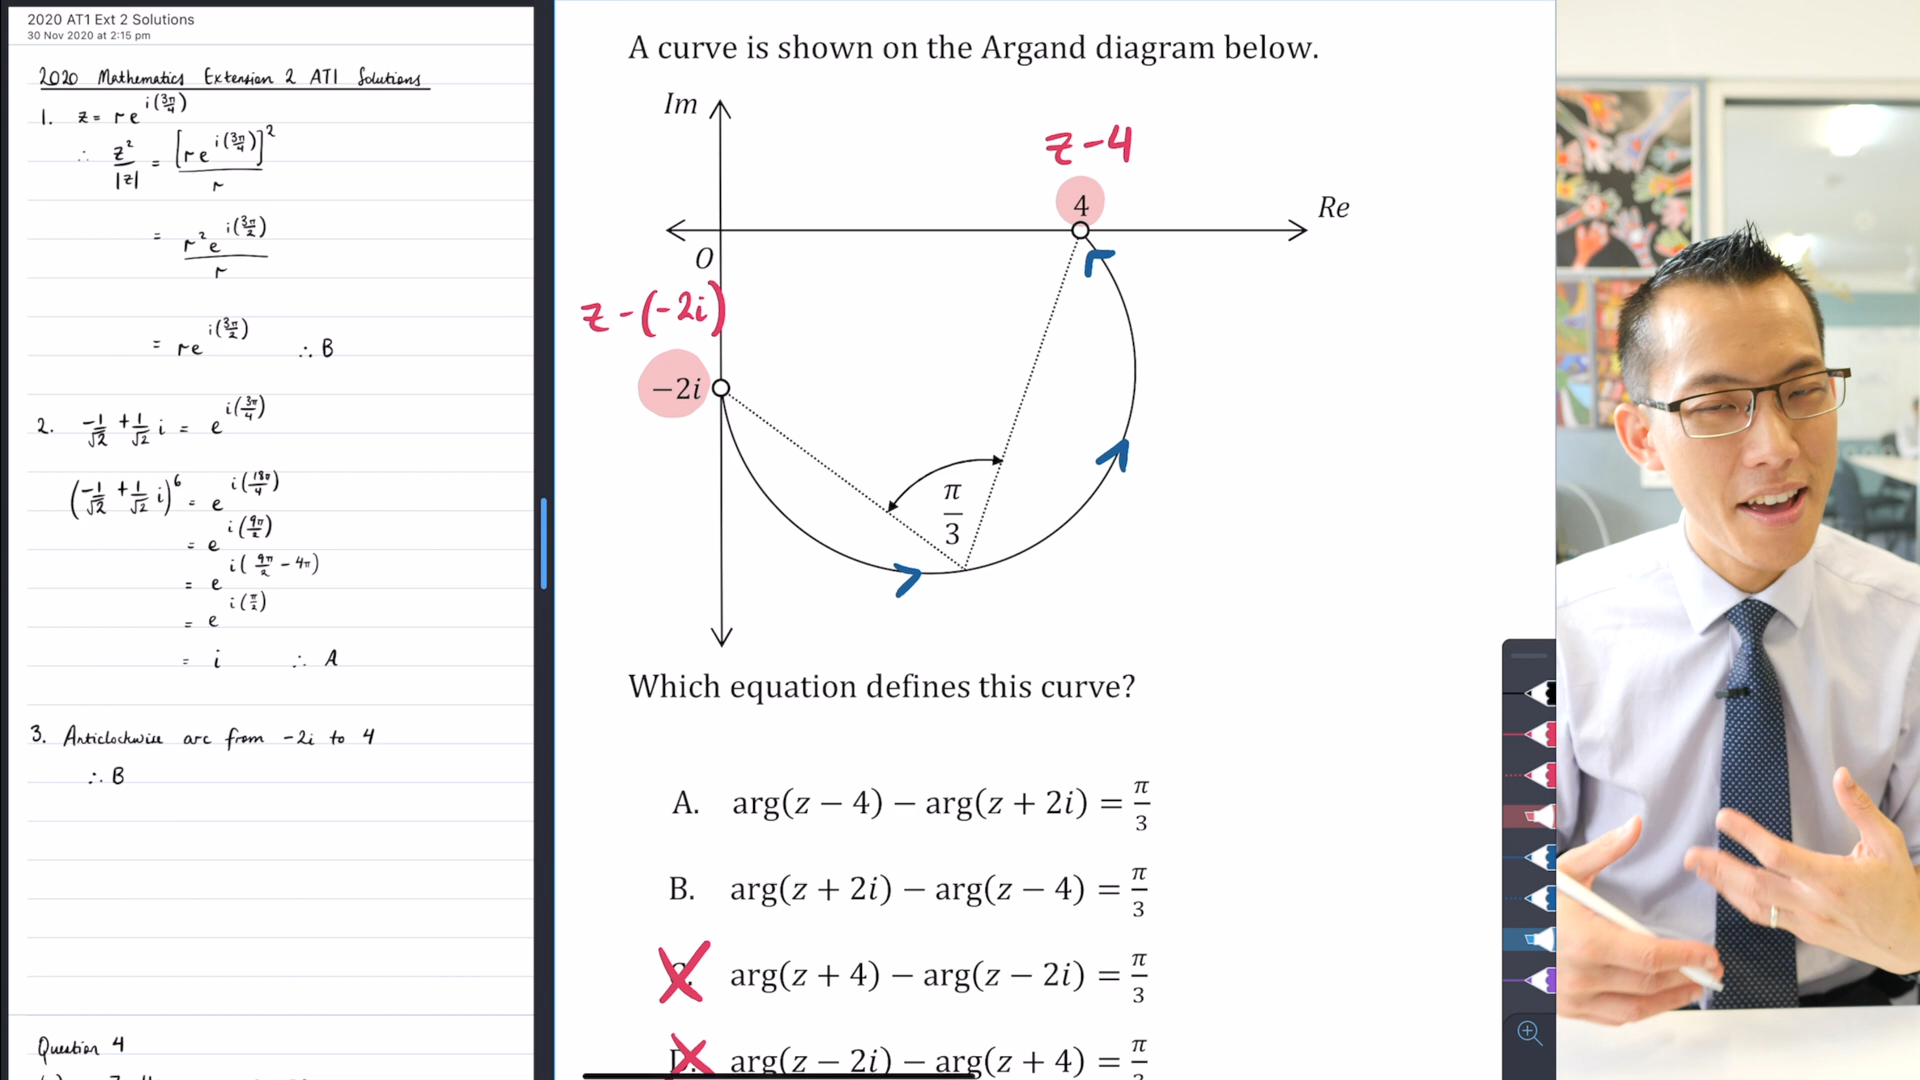 2020 AT1 Ext 2 Solutions
30 Nov 2020 at 2:15 pm
2020 Mathematics Extension 2 AT1 Solutions
1. z = re^{i(3π/4)}
∴ z²/|z| = [re^{i(3π/4)}]²/r
= r²e^{i(3π/2)}/r
= re^{i(3π/2)} ∴ B
2. -1/√2 + 1/√2 i = e^{i(3π/4)}
(-1/√2 + 1/√2 i)^6 = e^{i(18π/4)}
= e^{i(9π/2)}
= e^{i(9π/2 - 4π)}
= e^{i(π/2)}
= i ∴ A
3. Anticlockwise arc from -2i to 4
∴ B
Question 4
A curve is shown on the Argand diagram below.
Im
z-4
4
Re
O
z-(-2i)
−2i
π/3
Which equation defines this curve?
A. arg(z − 4) − arg(z + 2i) = π/3
B. arg(z + 2i) − arg(z − 4) = π/3
arg(z + 4) − arg(z − 2i) = π/3
arg(z − 2i) − arg(z + 4) = π/3